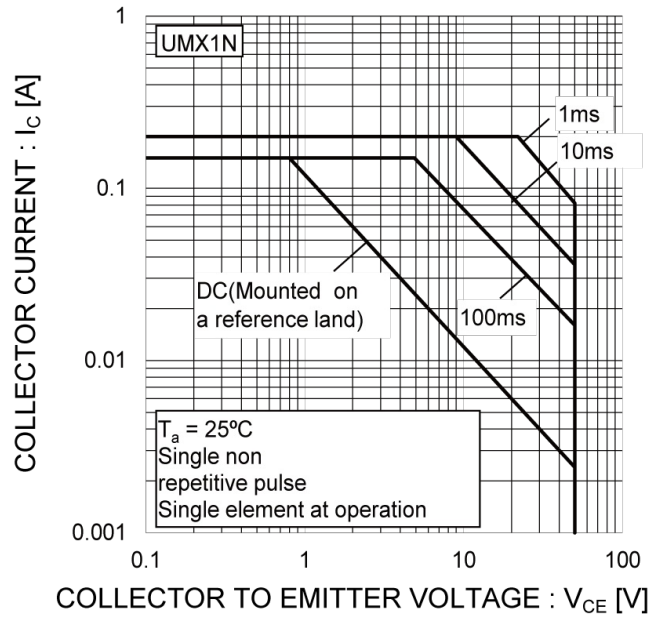 1
UMX1N
1ms
10ms
0.1
DC(Mounted on
a reference land)
100ms
0.01
Ta = 25ºC
Single non
repetitive pulse
Single element at operation
0.001
0.1
1
10
100
COLLECTOR CURRENT : IC [A]
COLLECTOR TO EMITTER VOLTAGE : VCE [V]